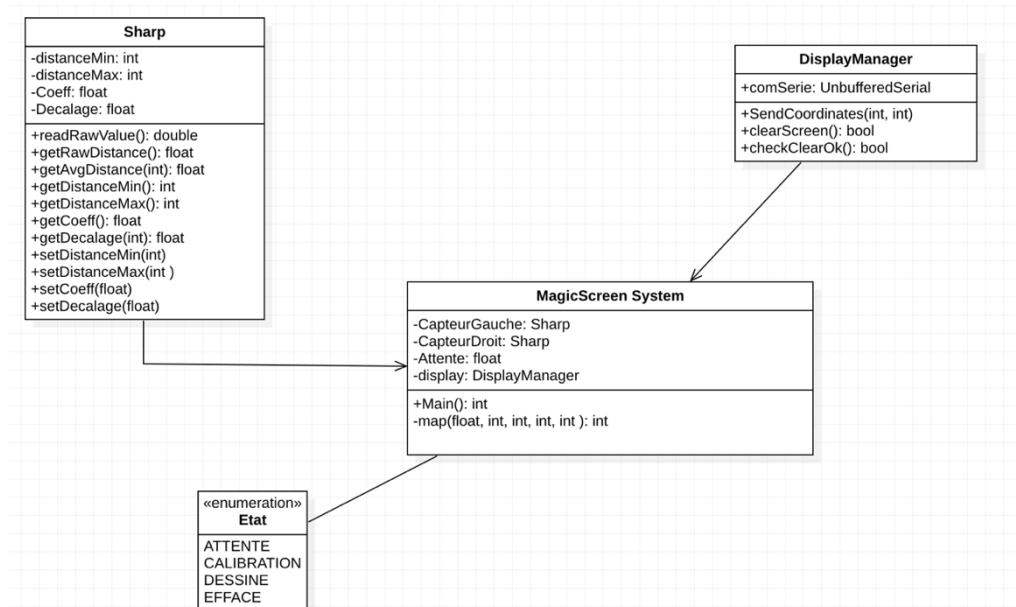 Sharp
-distanceMin: int
-distanceMax: int
-Coeff: float
-Decalage: float
+readRawValue(): double
+getRawDistance(): float
+getAvgDistance(int): float
+getDistanceMin(): int
+getDistanceMax(): int
+getCoeff(): float
+getDecalage(int): float
+setDistanceMin(int)
+setDistanceMax(int )
+setCoeff(float)
+setDecalage(float)
DisplayManager
+comSerie: UnbufferedSerial
+SendCoordinates(int, int)
+clearScreen(): bool
+checkClearOk(): bool
MagicScreen System
-CapteurGauche: Sharp
-CapteurDroit: Sharp
-Attente: float
-display: DisplayManager
+Main(): int
-map(float, int, int, int, int ): int
«enumeration»
Etat
ATTENTE
CALIBRATION
DESSINE
EFFACE